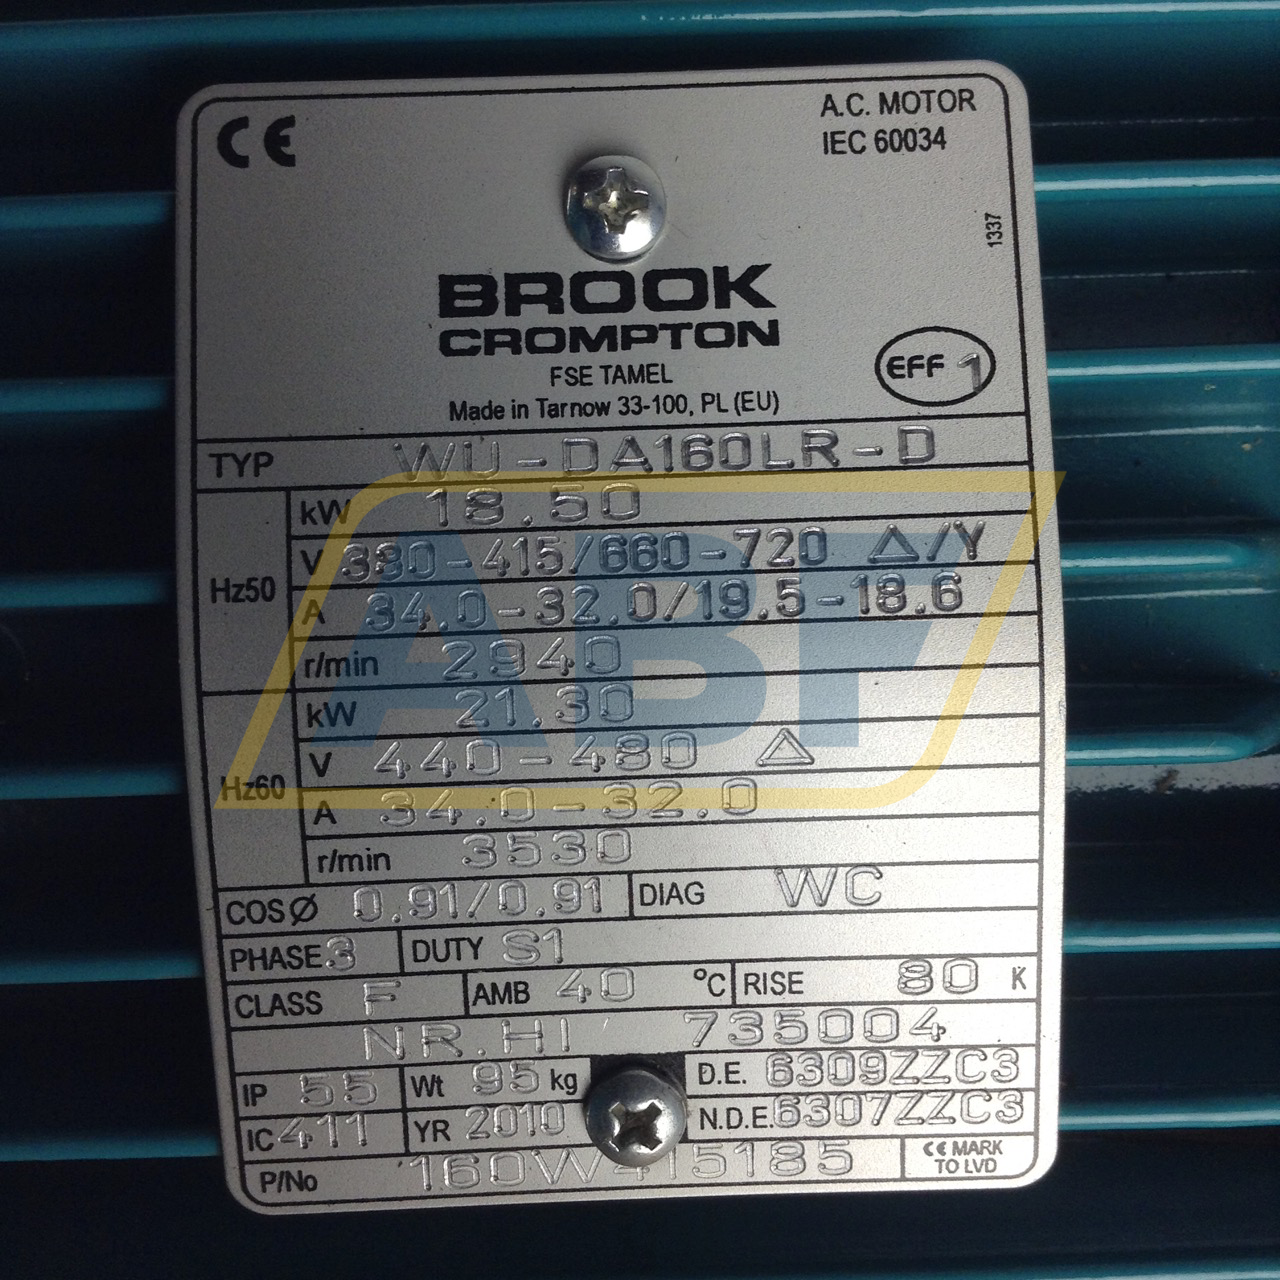 CE
A.C. MOTOR
IEC 60034
1337
BROOK
CROMPTON
FSE TAMEL
Made in Tarnow 33-100, PL (EU)
EFF 1
TYP WU-DA160LR-D
Hz50
kW 18.50
V 380-415/660-720 △/Y
A 34.0-32.0/19.5-18.6
r/min 2940
Hz60
kW 21.30
V 440-480 △
A 34.0-32.0
r/min 3530
COSØ 0.91/0.91 DIAG WC
PHASE 3 DUTY S1
CLASS F AMB 40 °C RISE 80 K
NR.HI 735004
IP 55 Wt 95 kg D.E. 6309ZZC3
IC 411 YR 2010 N.D.E. 6307ZZC3
P/No 160W415185 CE MARK
TO LVD
ABF